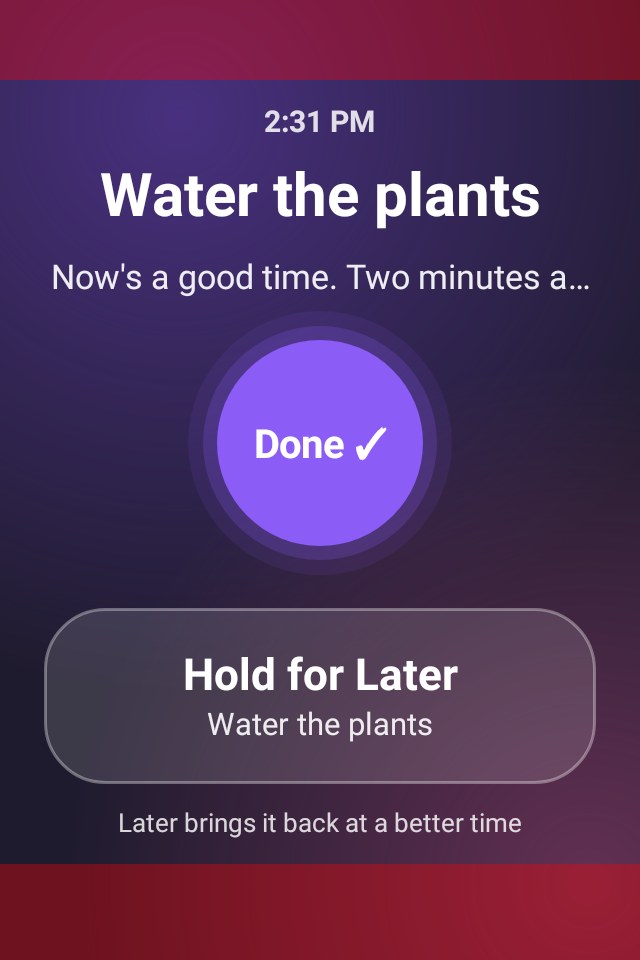 2:31 PM
Water the plants
Now's a good time. Two minutes a…
Done ✓
Hold for Later
Water the plants
Later brings it back at a better time